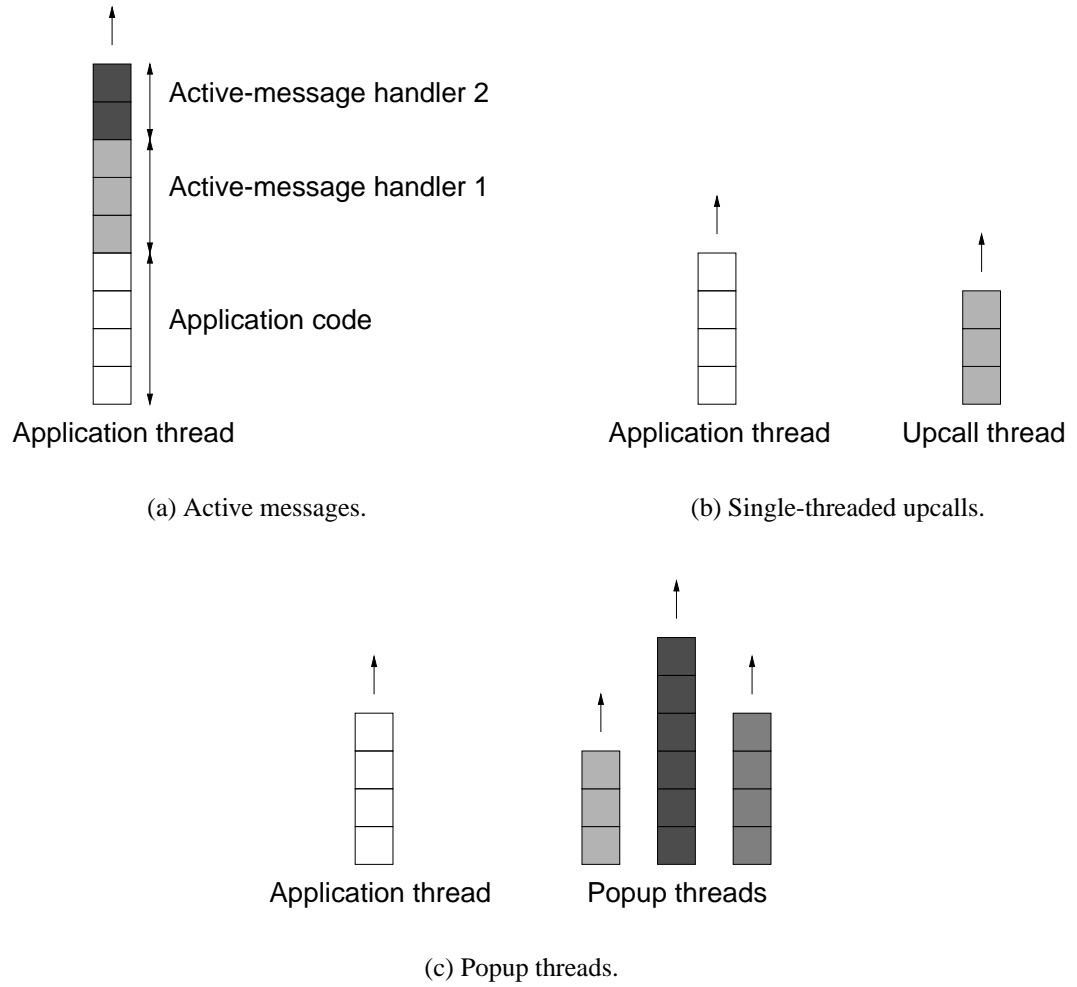 Active-message handler 2
Active-message handler 1
Application code
Application thread
(a) Active messages.
Application thread
Upcall thread
(b) Single-threaded upcalls.
Application thread
Popup threads
(c) Popup threads.